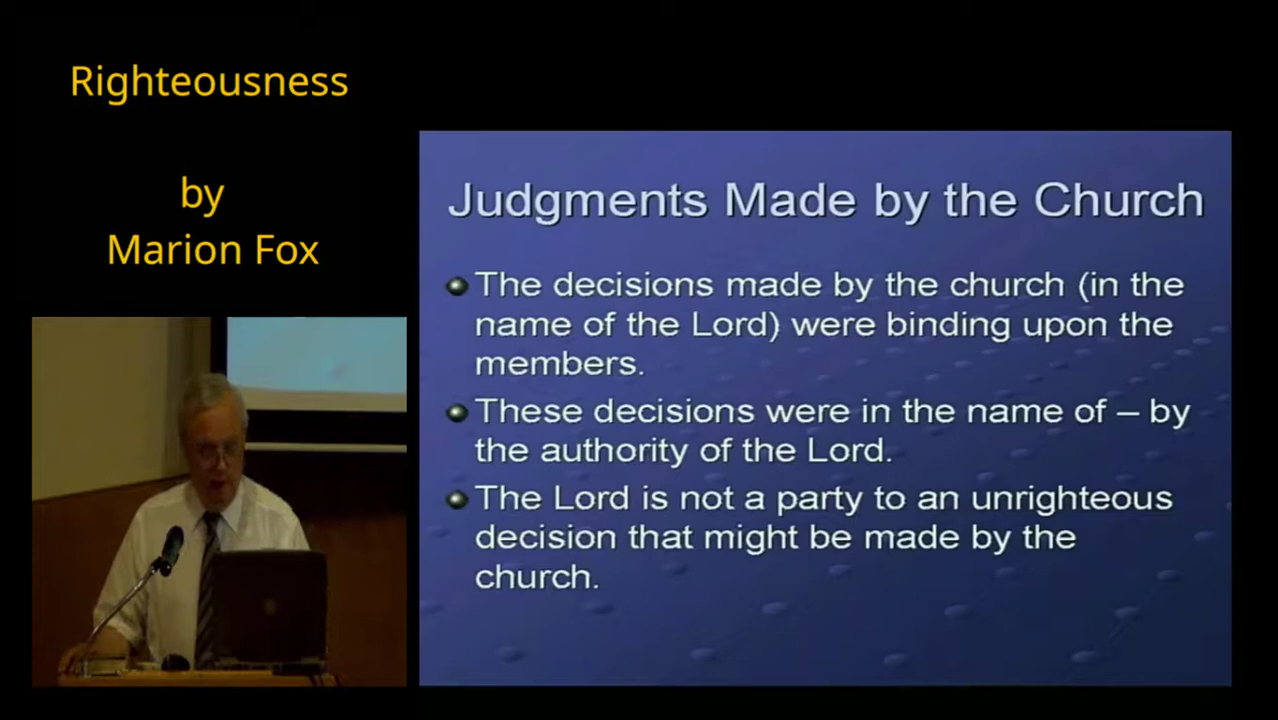 Righteousness
by
Marion Fox
Judgments Made by the Church
The decisions made by the church (in the
name of the Lord) were binding upon the
members.
These decisions were in the name of – by
the authority of the Lord.
The Lord is not a party to an unrighteous
decision that might be made by the
church.